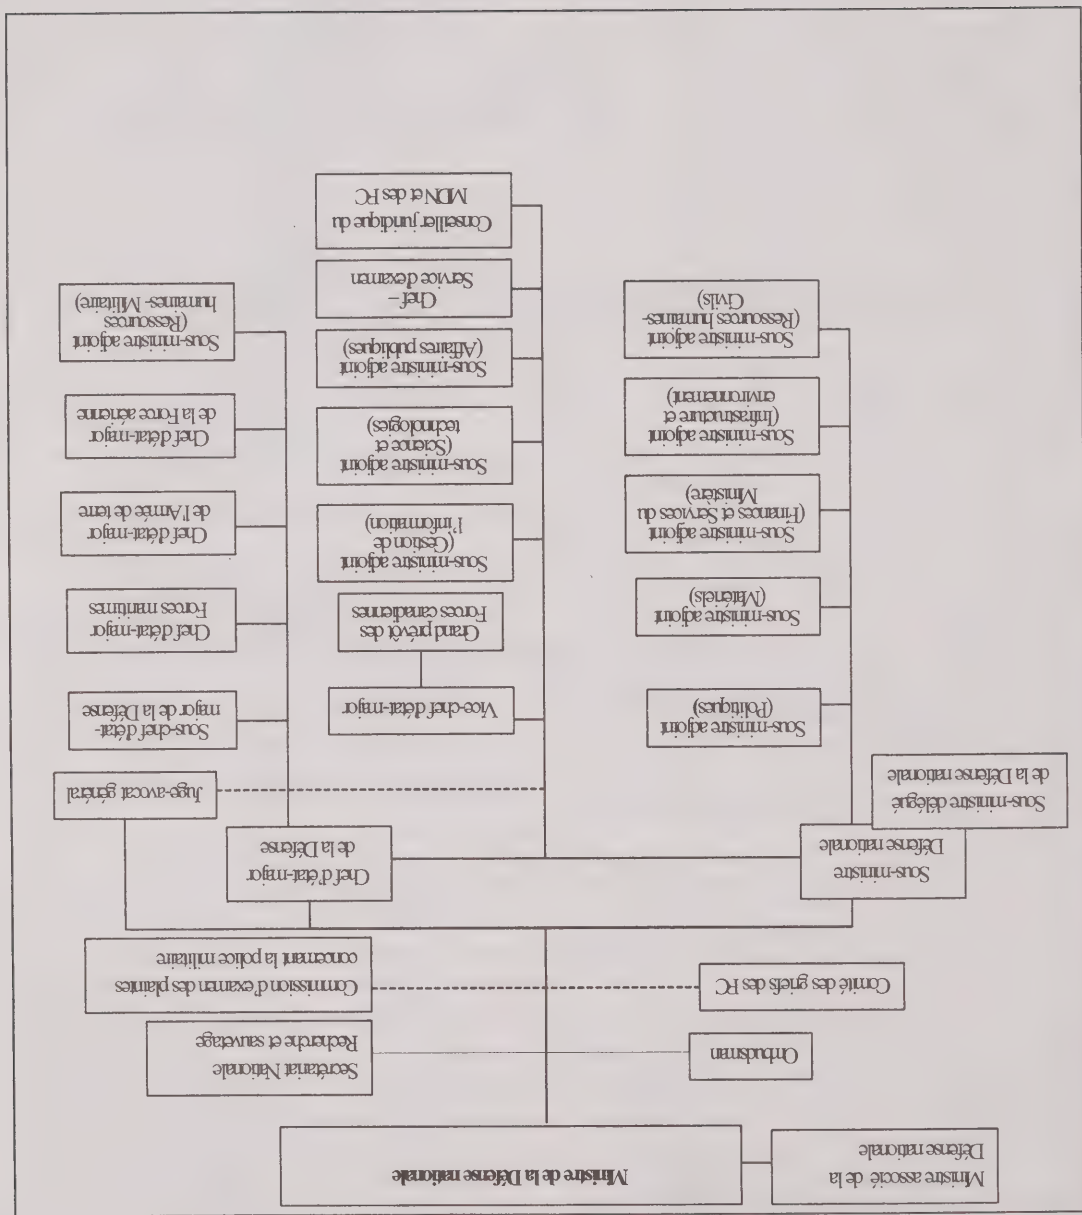 Ministre associé de la
Défense nationale
Ministre de la Défense nationale
Ombudsman
Secrétariat Nationale
Recherche et sauvetage
Comité des griefs des FC
Commission d'examen des plaintes
concernant la police militaire
Sous-ministre
Défense nationale
Sous-ministre délégué
de la Défense nationale
Chef d'état-major
de la Défense
Juge-avocat général
Sous-ministre adjoint
(Politiques)
Sous-ministre adjoint
(Matériels)
Sous-ministre adjoint
(Finances et Services du
Ministère)
Sous-ministre adjoint
(Infrastructure et
environnement)
Sous-ministre adjoint
(Ressources humaines-
Civils)
Vice-chef d'état-major
Grand prévôt des
Forces canadiennes
Sous-ministre adjoint
(Gestion de
l'information)
Sous-ministre adjoint
(Science et
technologies)
Sous-ministre adjoint
(Affaires publiques)
Chef –
Service d'examen
Conseiller juridique du
MDN et des FC
Sous-chef d'état-
major de la Défense
Chef d'état-major
Forces maritimes
Chef d'état-major
de l'Armée de terre
Chef d'état-major
de la Force aérienne
Sous-ministre adjoint
(Ressources
humaines- Militaire)